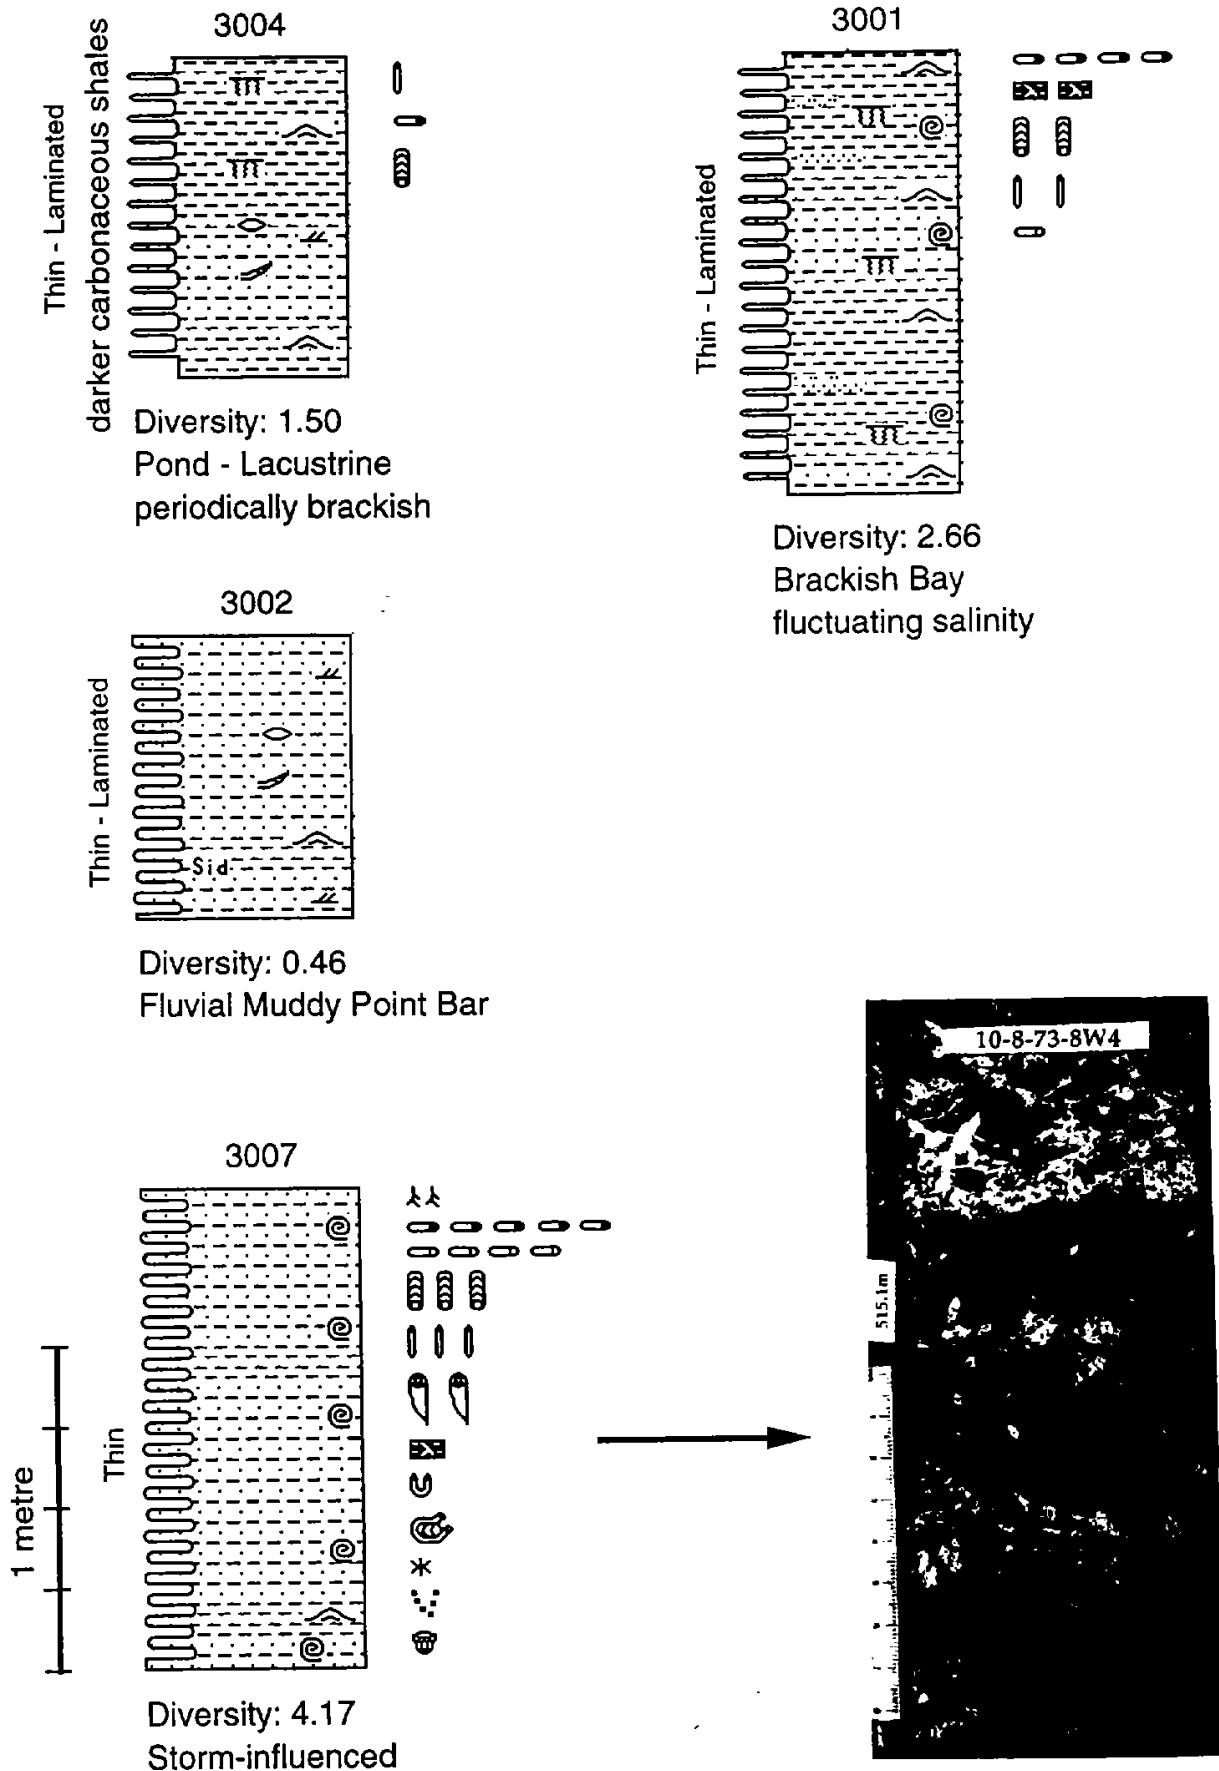 3004
Thin - Laminated
darker carbonaceous shales
Diversity: 1.50
Pond - Lacustrine
periodically brackish
3001
Thin - Laminated
Diversity: 2.66
Brackish Bay
fluctuating salinity
3002
Thin - Laminated
Sid
Diversity: 0.46
Fluvial Muddy Point Bar
3007
Thin
1 metre
Diversity: 4.17
Storm-influenced
10-8-73-8W4
515.1m